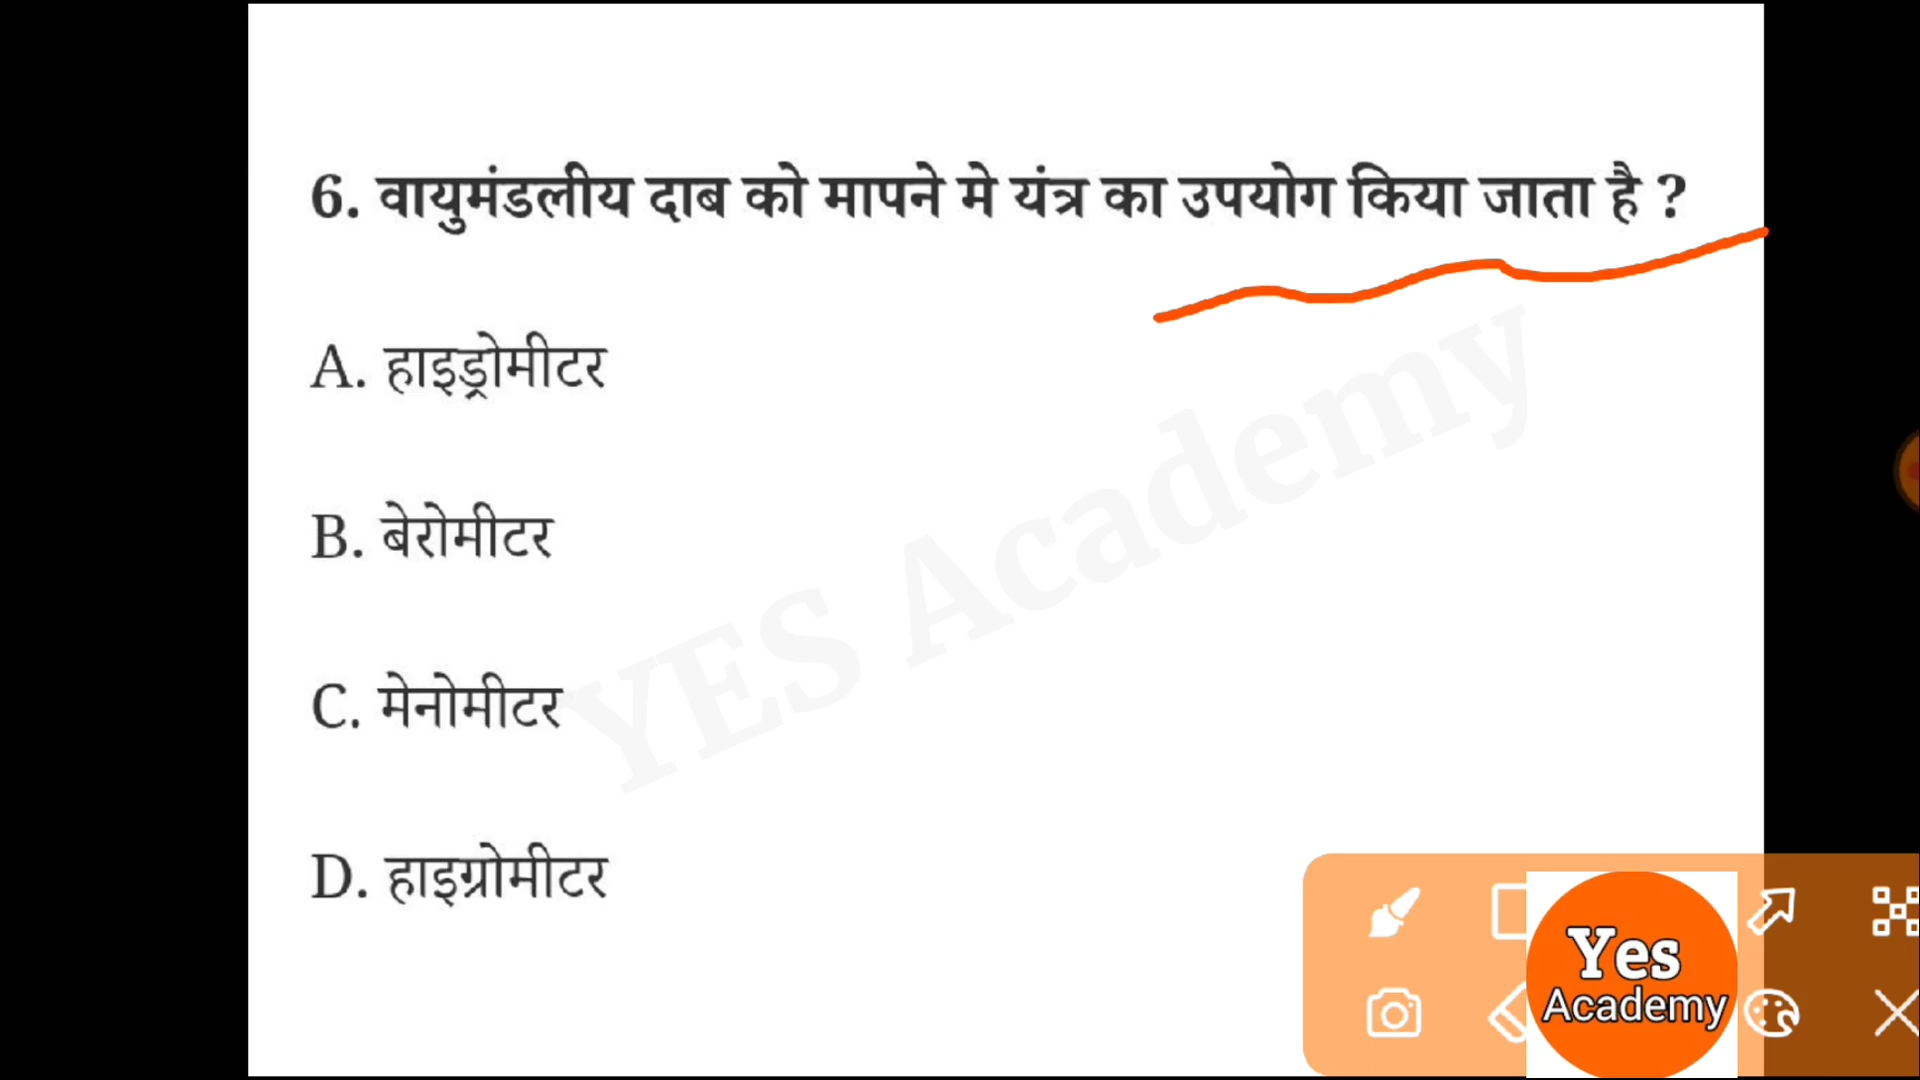 6. वायुमंडलीय दाब को मापने मे यंत्र का उपयोग किया जाता है ?
A. हाइड्रोमीटर
B. बेरोमीटर
C. मेनोमीटर
D. हाइग्रोमीटर
YES Academy
Yes
Academy